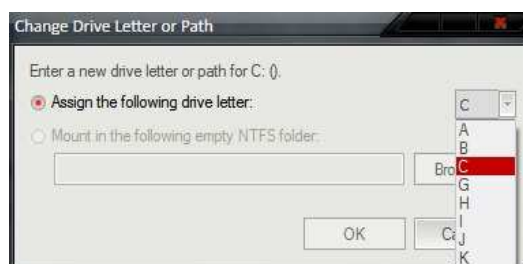 Change Drive Letter or Path
Enter a new drive letter or path for C: ().
Assign the following drive letter:
C
Mount in the following empty NTFS folder:
A
B
C
G
H
I
J
K
OK